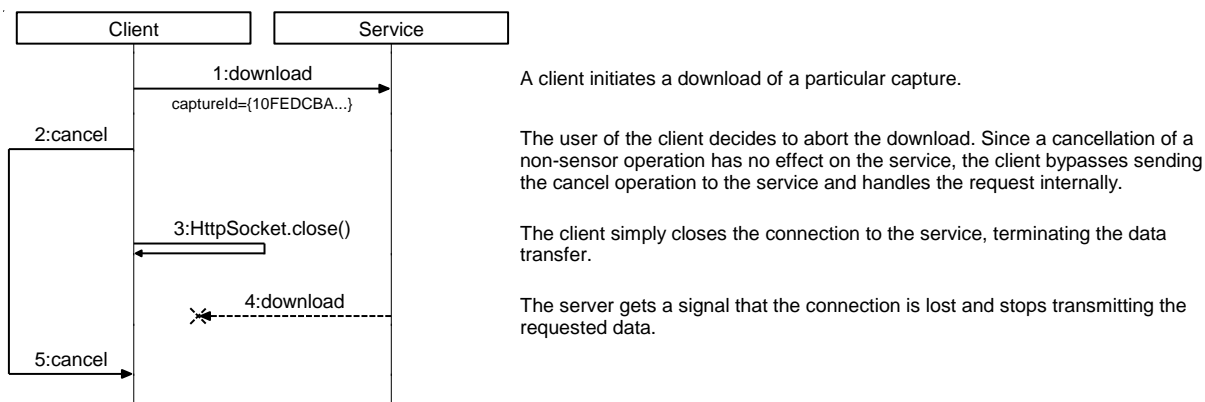 Client
Service
1:download
captureId={10FEDCBA...}
A client initiates a download of a particular capture.
2:cancel
The user of the client decides to abort the download. Since a cancellation of a
non-sensor operation has no effect on the service, the client bypasses sending
the cancel operation to the service and handles the request internally.
3:HttpSocket.close()
The client simply closes the connection to the service, terminating the data
transfer.
4:download
The server gets a signal that the connection is lost and stops transmitting the
requested data.
5:cancel